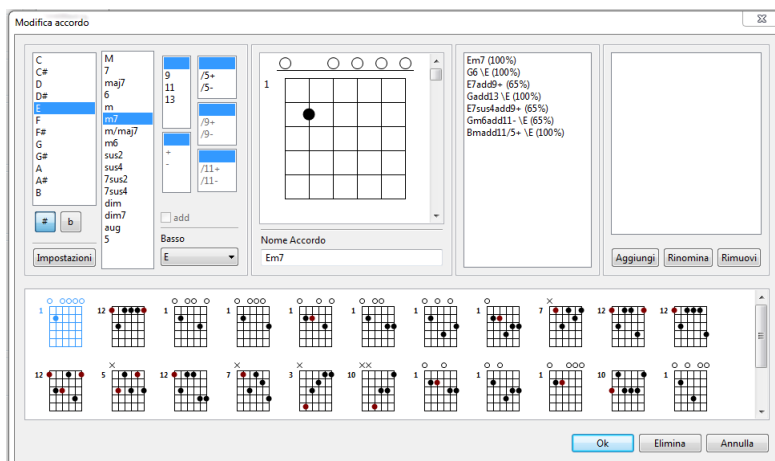 Modifica accordo
C
C#
D
D#
E
F
F#
G
G#
A
A#
B
# b
Impostazioni
M
7
maj7
6
m
m7
m/maj7
m6
sus2
sus4
7sus2
7sus4
dim
dim7
aug
5
9
11
13
+
-
/5+
/5-
/9+
/9-
/11+
/11-
add
Basso
E
1
Nome Accordo
Em7
Em7 (100%)
G6 \E (100%)
E7add9+ (65%)
Gadd13 \E (100%)
E7sus4add9+ (65%)
Gm6add11- \E (65%)
Bmadd11/5+ \E (100%)
Aggiungi Rinomina Rimuovi
1 12 1 1 1 1 1 1 7 12 12
12 5 12 7 3 10 1 1 1 10 1
Ok Elimina Annulla